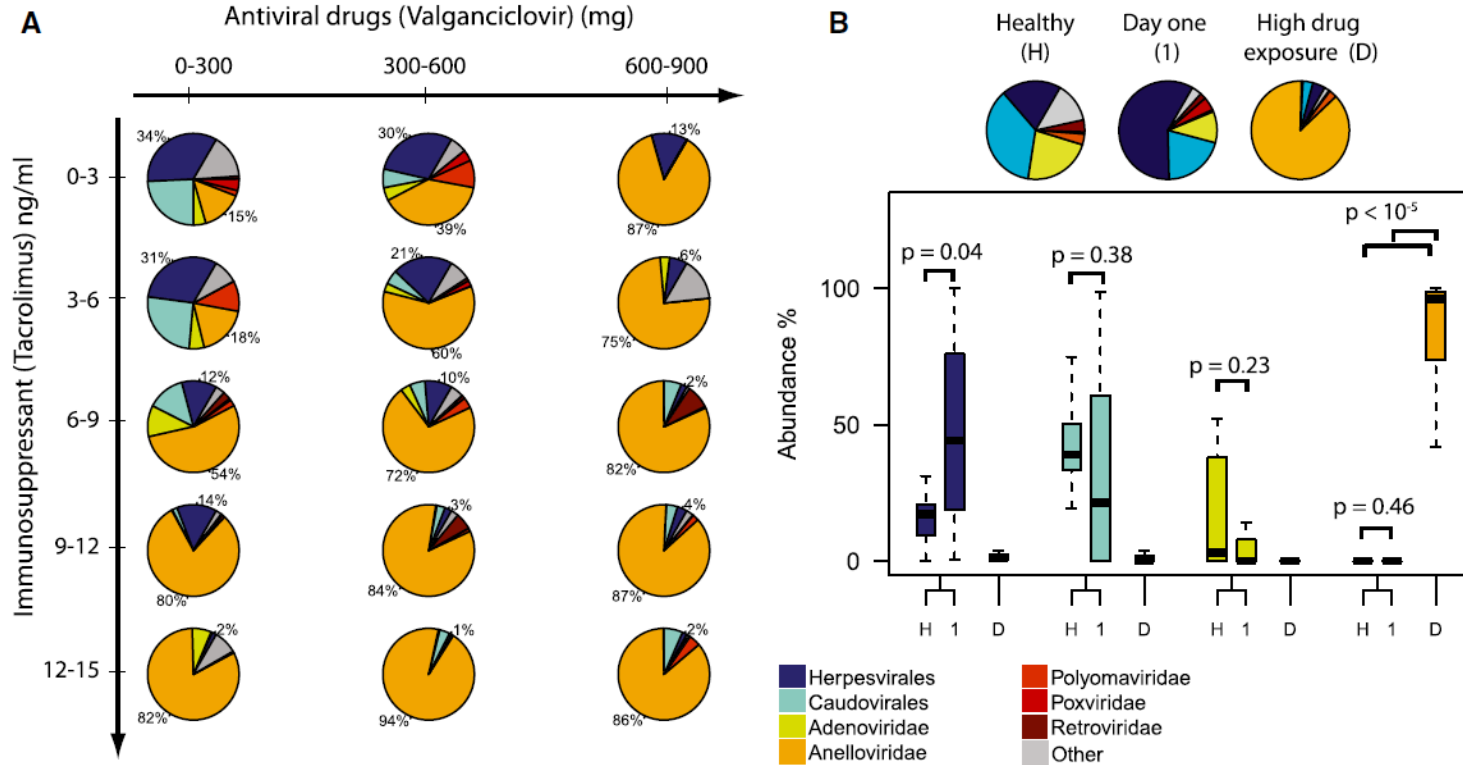 A
Antiviral drugs (Valganciclovir) (mg)
0-300
300-600
600-900
Immunosuppressant (Tacrolimus) ng/ml
0-3
34%
15%
30%
39%
13%
87%
3-6
31%
18%
21%
60%
6%
75%
6-9
12%
54%
10%
72%
2%
82%
9-12
14%
80%
3%
84%
4%
87%
12-15
2%
82%
1%
94%
2%
86%
B
Healthy
(H)
Day one
(1)
High drug
exposure (D)
Abundance %
100
50
0
p = 0.04
p = 0.38
p = 0.23
p < 10⁻⁵
p = 0.46
H 1 D H 1 D H 1 D H 1 D
Herpesvirales
Caudovirales
Adenoviridae
Anelloviridae
Polyomaviridae
Poxviridae
Retroviridae
Other